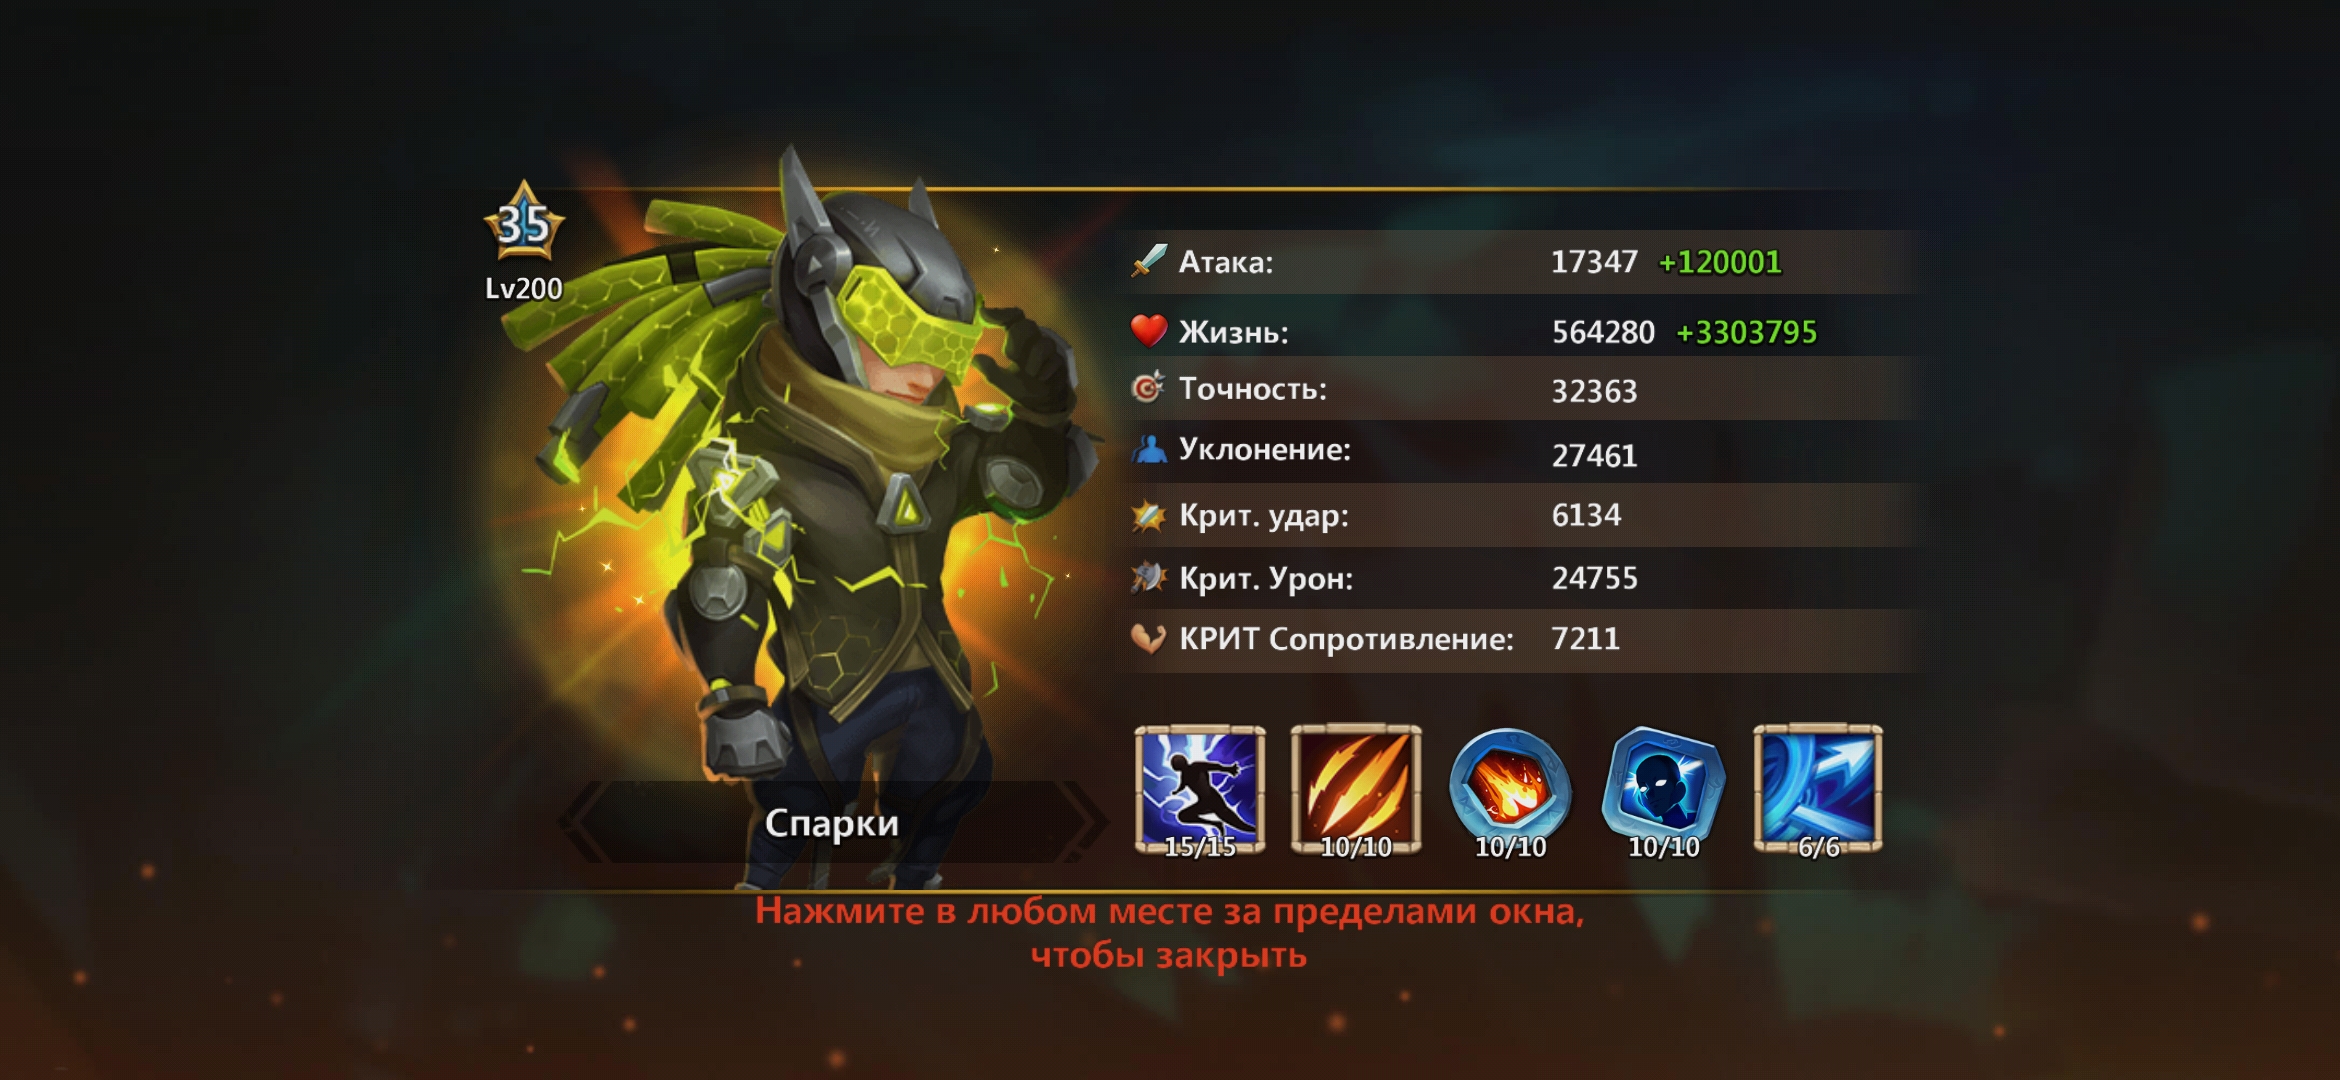 35
Lv200
Атака: 17347 +120001
Жизнь: 564280 +3303795
Точность: 32363
Уклонение: 27461
Крит. удар: 6134
Крит. Урон: 24755
КРИТ Сопротивление: 7211
Спарки
15/15 10/10 10/10 10/10 6/6
Нажмите в любом месте за пределами окна,
чтобы закрыть